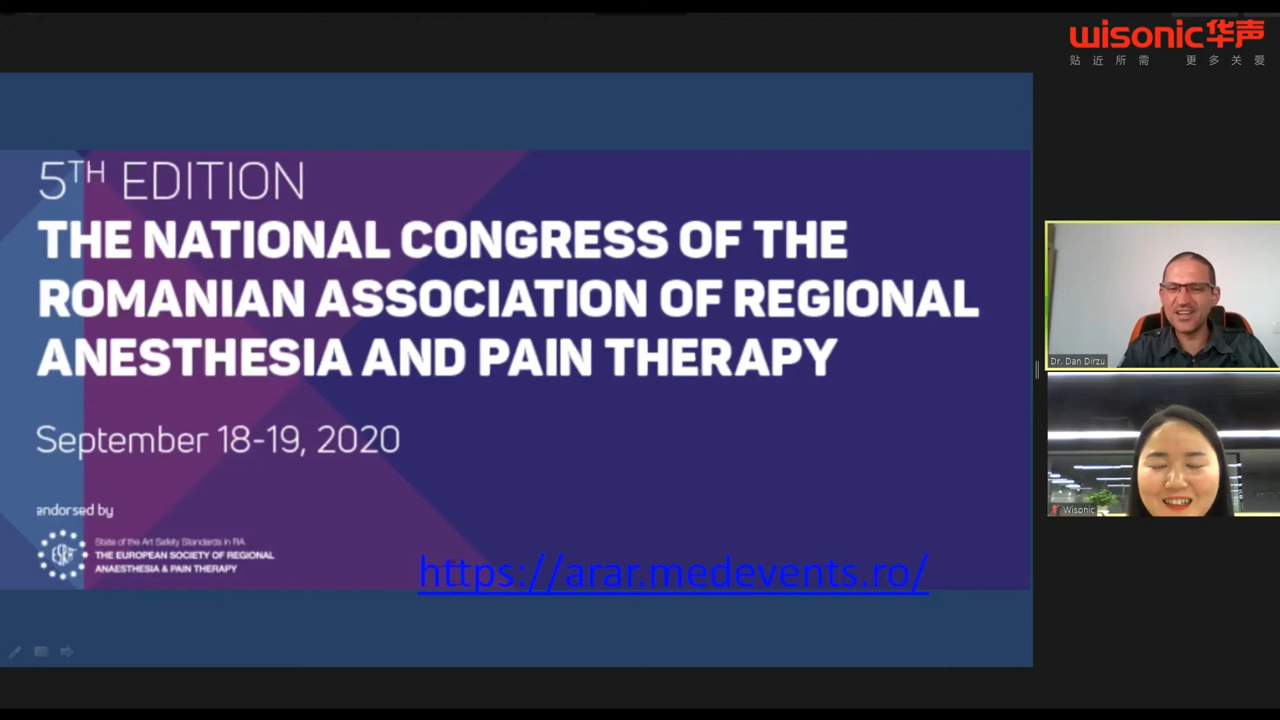 wisonic华声
贴近所需 更多关爱
5TH EDITION
THE NATIONAL CONGRESS OF THE
ROMANIAN ASSOCIATION OF REGIONAL
ANESTHESIA AND PAIN THERAPY
September 18-19, 2020
endorsed by
ESRA
State of the Art Safety Standards in RA
THE EUROPEAN SOCIETY OF REGIONAL
ANAESTHESIA & PAIN THERAPY
https://arar.medevents.ro/
Dr. Dan Dirzu
Wisonic